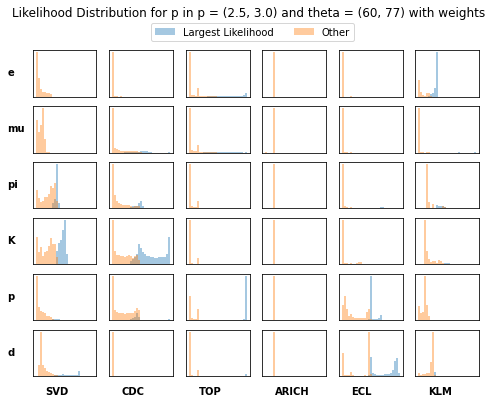 Likelihood Distribution for p in p = (2.5, 3.0) and theta = (60, 77) with weights
Largest Likelihood Other
e
mu
pi
K
p
d
SVD CDC TOP ARICH ECL KLM